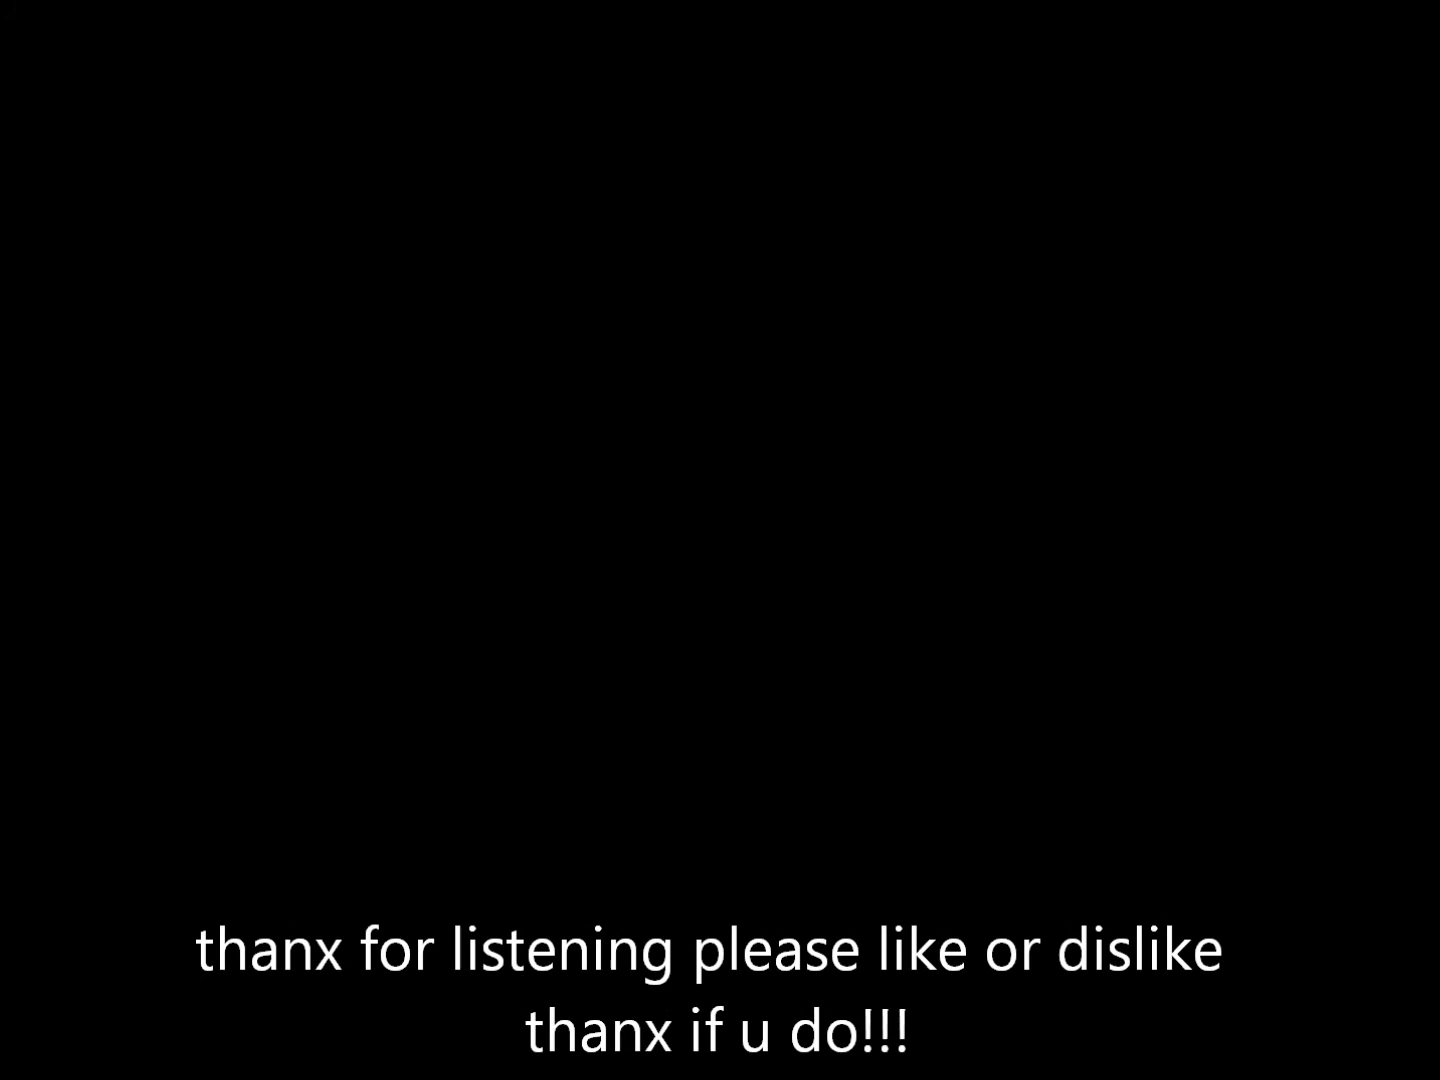 thanx for listening please like or dislike
thanx if u do!!!